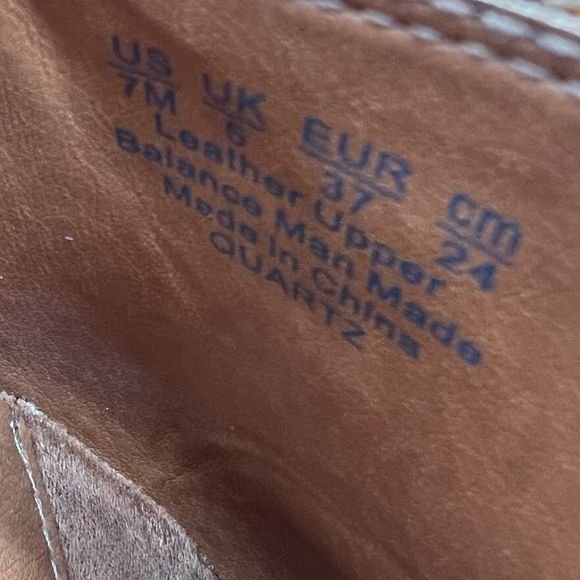 US UK EUR cm
7M 5 37 24
Leather Upper
Balance Man Made
Made in China
QUARTZ